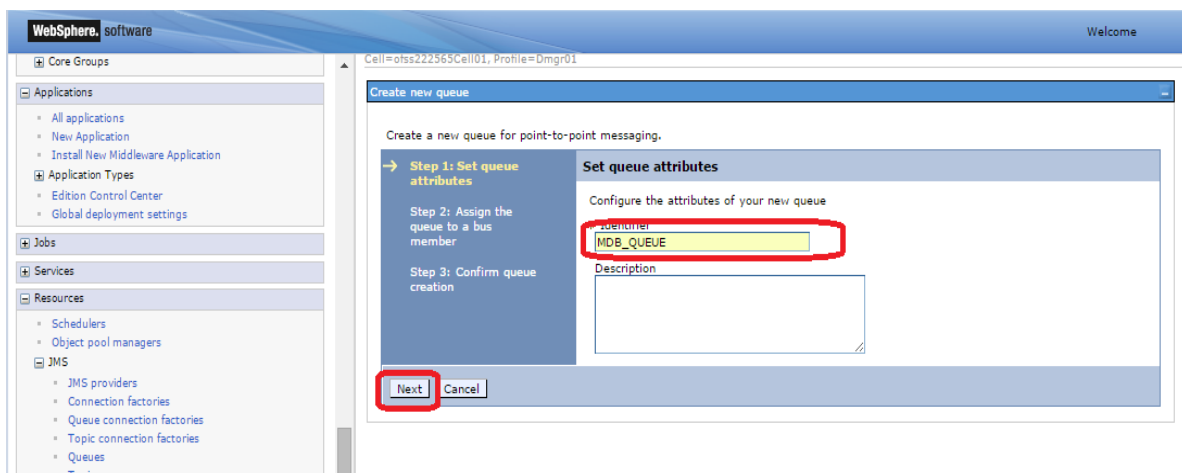 WebSphere. software
Welcome
Core Groups
Cell=ofss222565Cell01, Profile=Dmgr01
Applications
All applications
New Application
Install New Middleware Application
Application Types
Edition Control Center
Global deployment settings
Jobs
Services
Resources
Schedulers
Object pool managers
JMS
JMS providers
Connection factories
Queue connection factories
Topic connection factories
Queues
Create new queue
Create a new queue for point-to-point messaging.
Step 1: Set queue
attributes
Step 2: Assign the
queue to a bus
member
Step 3: Confirm queue
creation
Set queue attributes
Configure the attributes of your new queue
* Identifier
MDB_QUEUE
Description
Next
Cancel